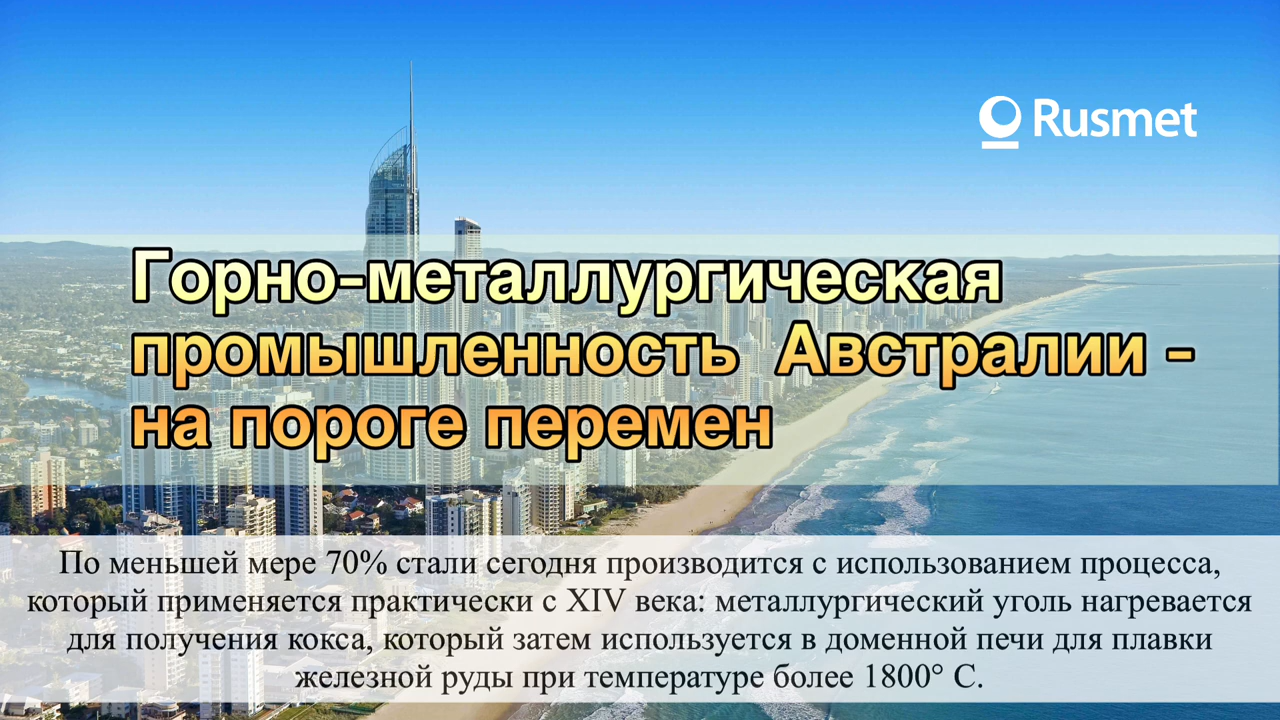 Rusmet
Горно-металлургическая
промышленность Австралии -
на пороге перемен
По меньшей мере 70% стали сегодня производится с использованием процесса,
который применяется практически с XIV века: металлургический уголь нагревается
для получения кокса, который затем используется в доменной печи для плавки
железной руды при температуре более 1800° С.